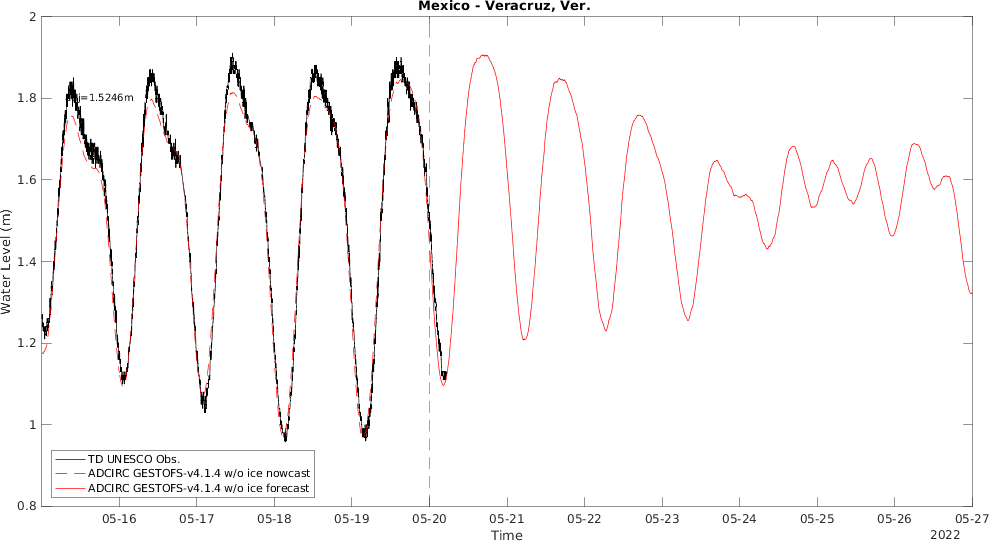 Mexico - Veracruz, Ver.
2
1.8
=1.5246m
1.6
1.4
1.2
1
0.8
Water Level (m)
TD UNESCO Obs.
ADCIRC GESTOFS-v4.1.4 w/o ice nowcast
ADCIRC GESTOFS-v4.1.4 w/o ice forecast
05-16 05-17 05-18 05-19 05-20 05-21 05-22 05-23 05-24 05-25 05-26 05-27
Time
2022